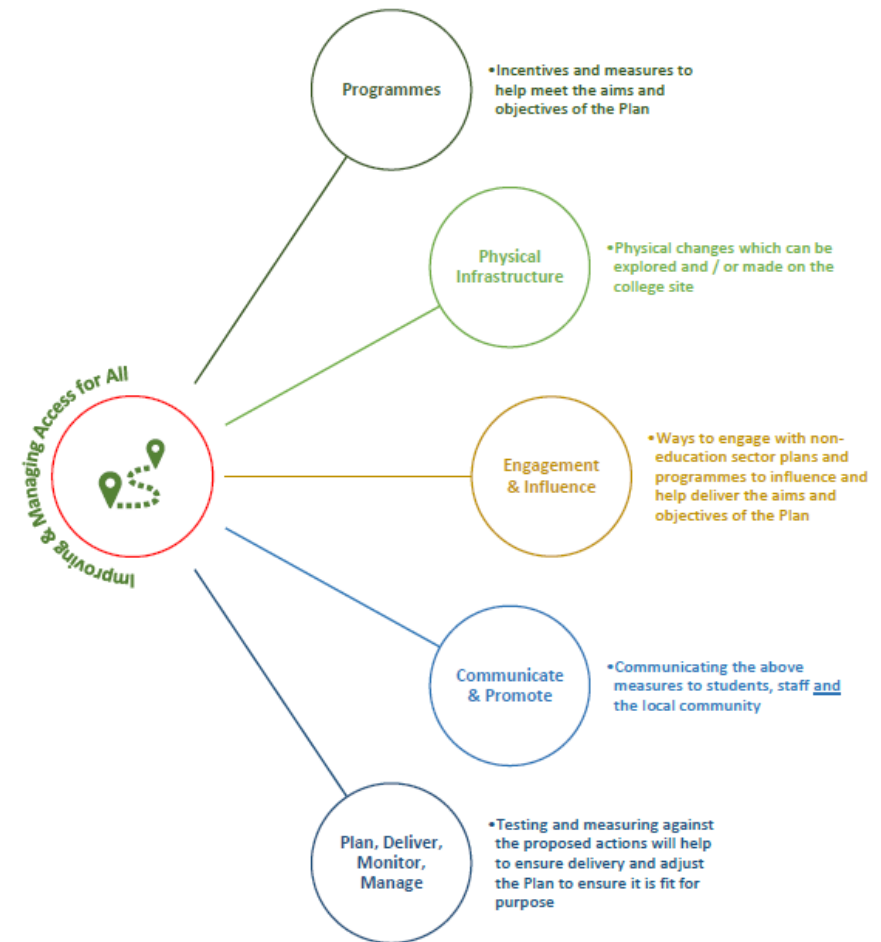 Programmes
•Incentives and measures to
help meet the aims and
objectives of the Plan
Physical
Infrastructure
•Physical changes which can be
explored and / or made on the
college site
Improving & Managing Access for All
Engagement
& Influence
•Ways to engage with non-
education sector plans and
programmes to influence and
help deliver the aims and
objectives of the Plan
Communicate
& Promote
•Communicating the above
measures to students, staff and
the local community
Plan, Deliver,
Monitor,
Manage
•Testing and measuring against
the proposed actions will help
to ensure delivery and adjust
the Plan to ensure it is fit for
purpose